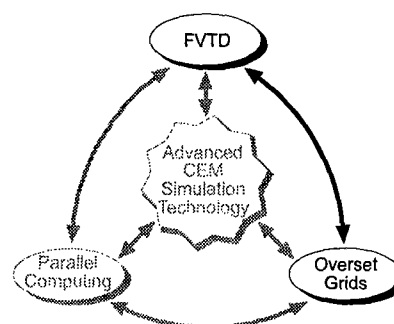 FVTD
Advanced
CEM
Simulation
Technology
Parallel
Computing
Overset
Grids